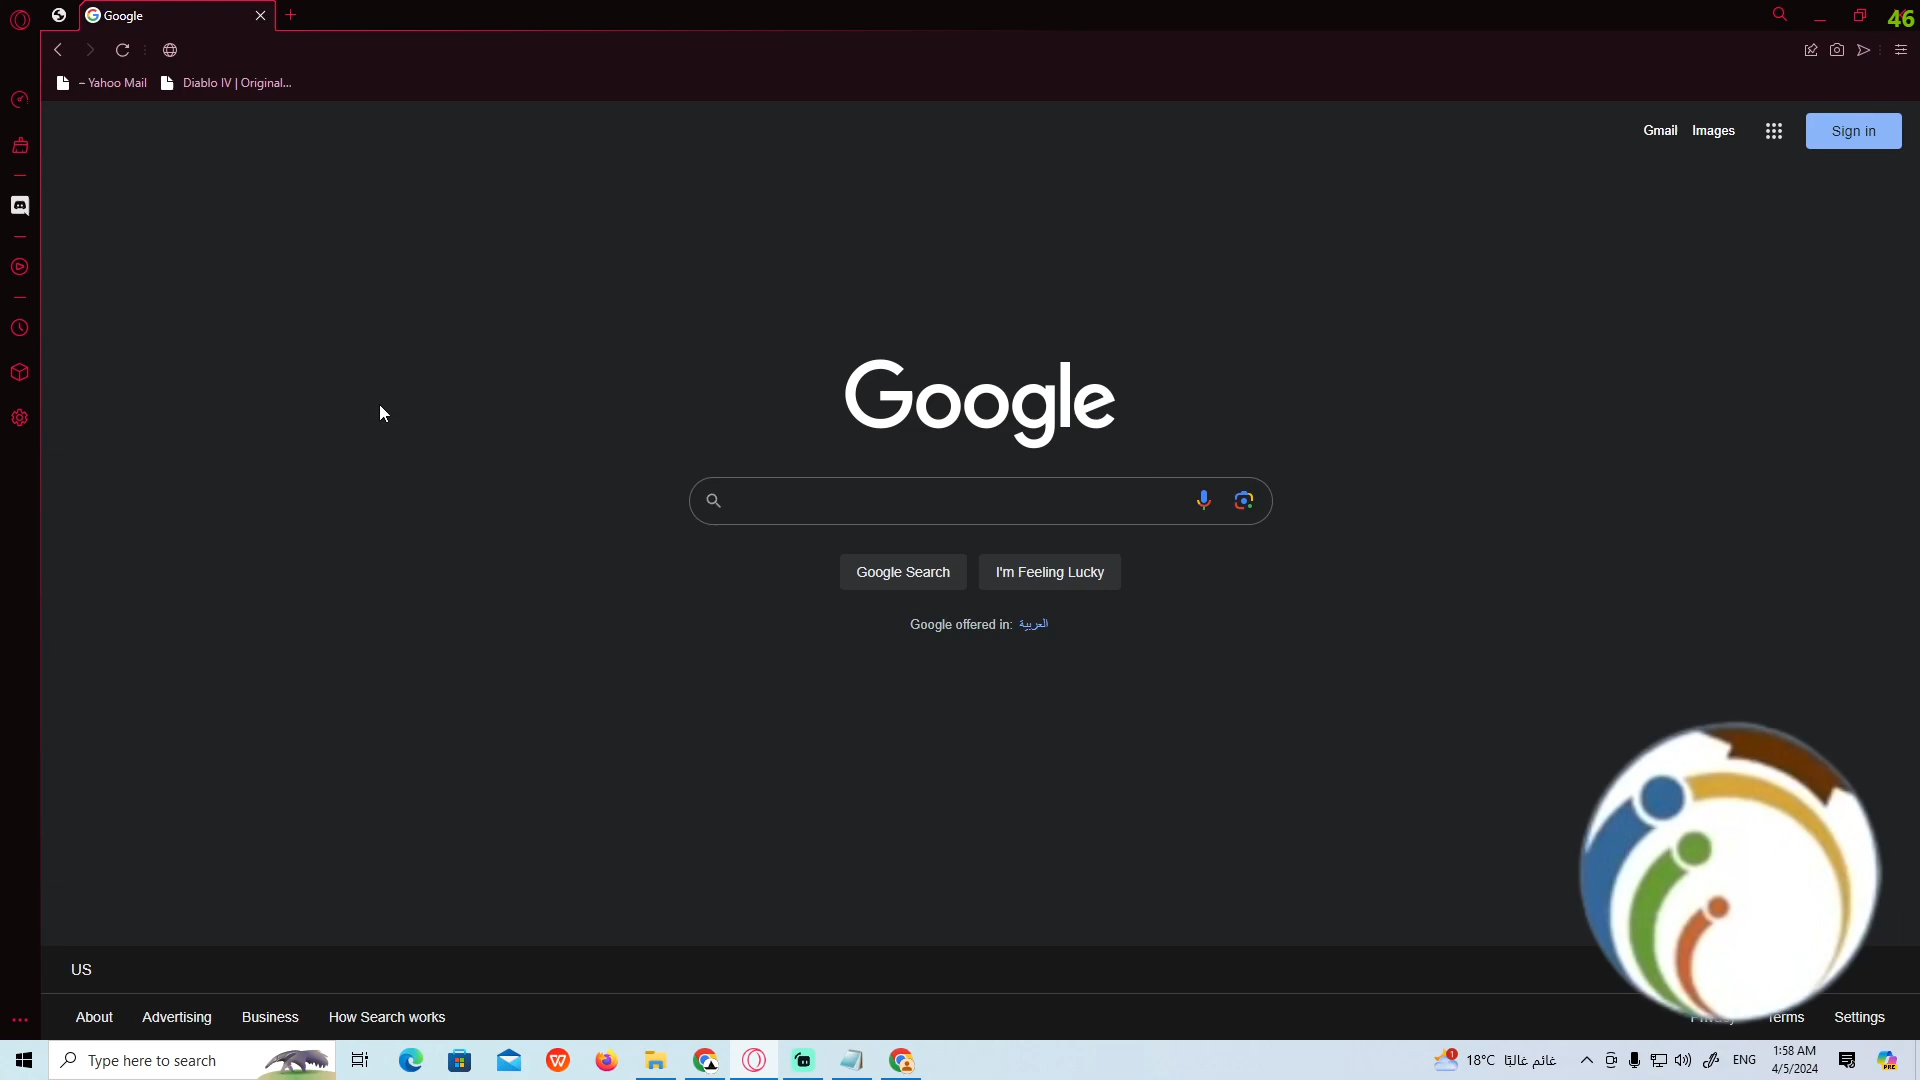 Google
46
– Yahoo Mail
Diablo IV | Original...
Gmail
Images
Sign in
Google
Google Search
I'm Feeling Lucky
Google offered in: العربية
US
About
Advertising
Business
How Search works
Terms
Settings
Type here to search
1
18°C غائم غالبًا
ENG
1:58 AM
4/5/2024
PRE